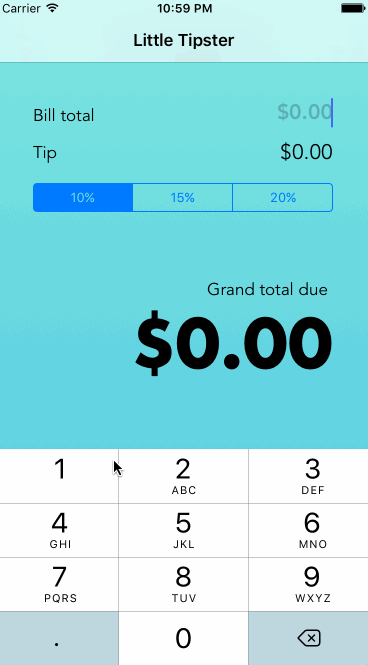 Carrier 10:59 PM
Little Tipster
Bill total $0.00
Tip $0.00
10% 15% 20%
Grand total due
$0.00
1 2 3
ABC DEF
4 5 6
GHI JKL MNO
7 8 9
PQRS TUV WXYZ
. 0